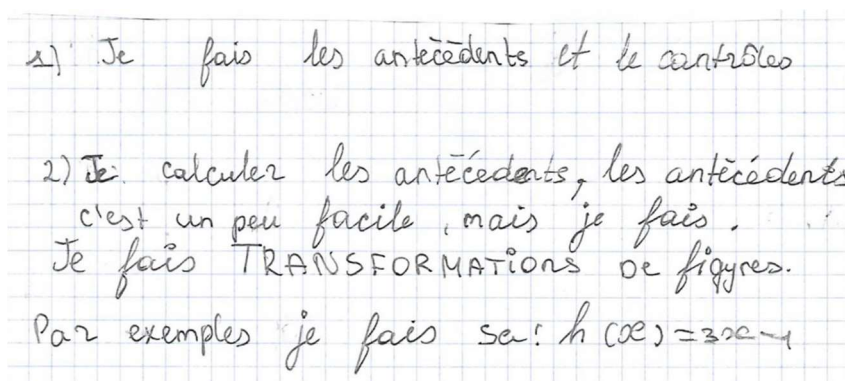 1) Je fais les antécédents et le contrôles
2) Je calculer les antécédents, les antécédents
c'est un peu facile, mais je fais.
Je fais TRANSFORMATiONS DE figyres.
Par exemples je fais sa: h(x)=3x-1